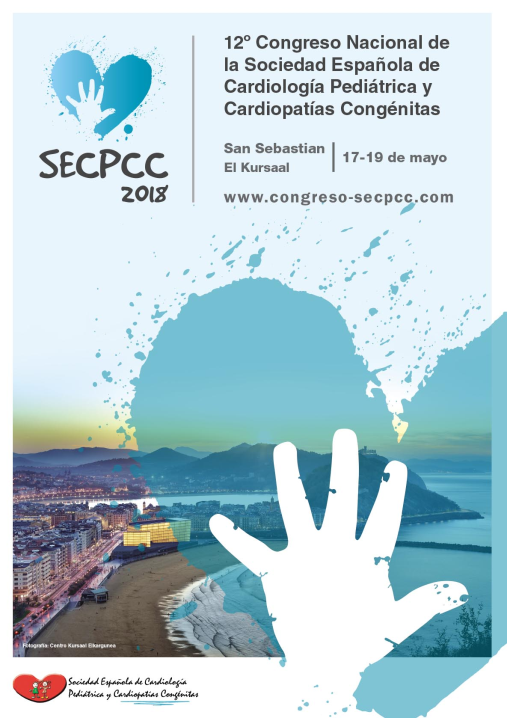 12º Congreso Nacional de
la Sociedad Española de
Cardiología Pediátrica y
Cardiopatías Congénitas
SECPCC
2018
San Sebastian
El Kursaal
17-19 de mayo
www.congreso-secpcc.com
Fotografía: Centro Kursaal Elkargunea
Sociedad Española de Cardiología
Pediátrica y Cardiopatías Congénitas